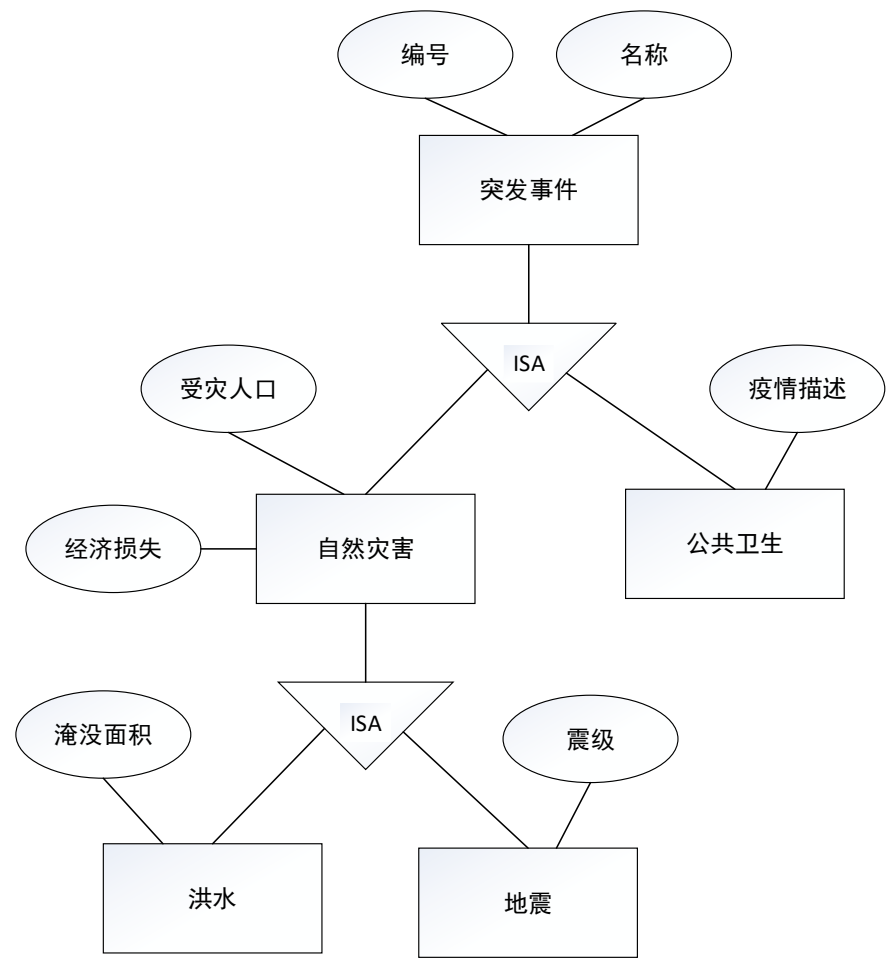 编号
名称
突发事件
ISA
受灾人口
疫情描述
经济损失
自然灾害
公共卫生
ISA
淹没面积
震级
洪水
地震